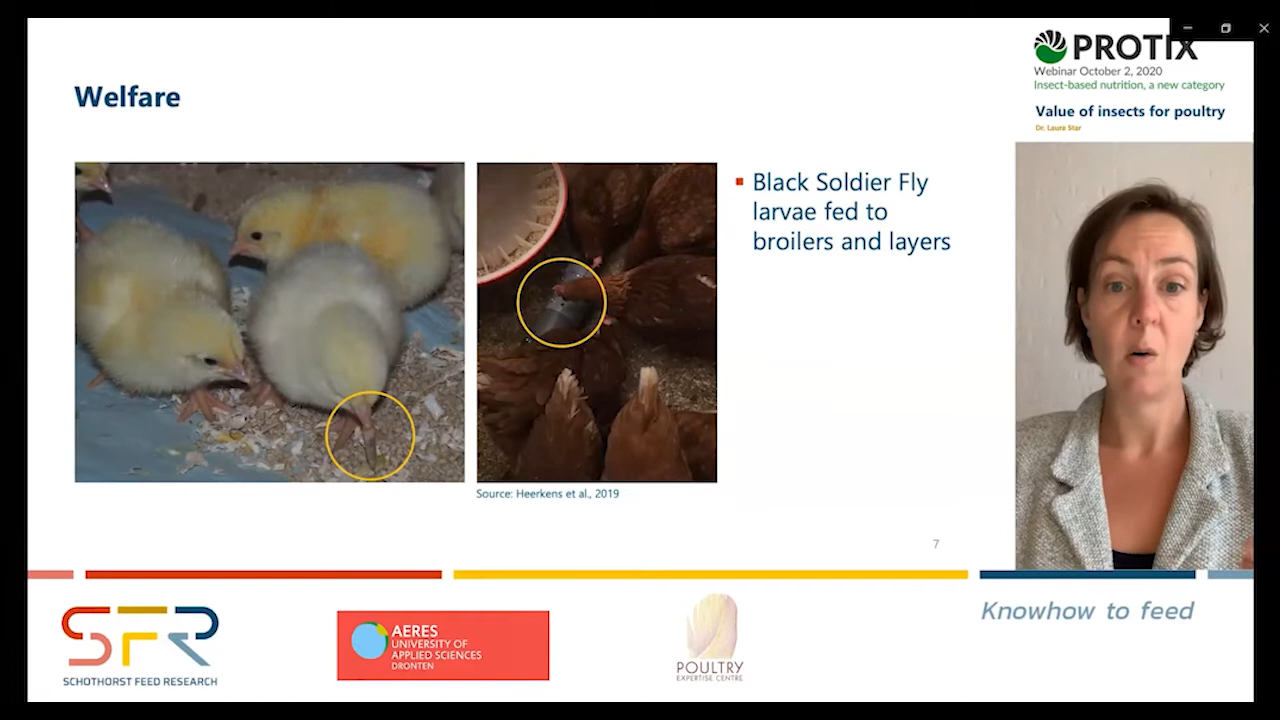 PROTIX
Webinar October 2, 2020
Insect-based nutrition, a new category
Value of insects for poultry
Dr. Laura Star
Welfare
Black Soldier Fly
larvae fed to
broilers and layers
Source: Heerkens et al., 2019
7
SFR
SCHOTHORST FEED RESEARCH
AERES
UNIVERSITY OF
APPLIED SCIENCES
DRONTEN
POULTRY
EXPERTISE CENTRE
Knowhow to feed